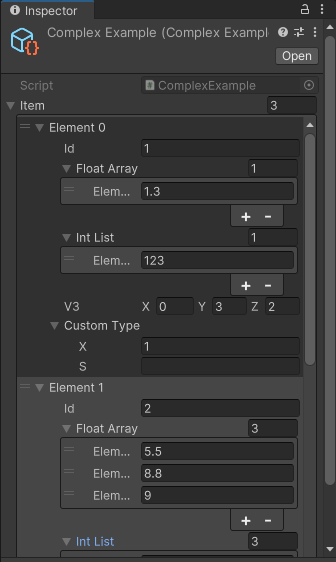 Inspector
Complex Example (Complex Exampl
Open
Script ComplexExample
Item 3
Element 0
Id 1
Float Array 1
Elem... 1.3
+ -
Int List 1
Elem... 123
+ -
V3 X 0 Y 3 Z 2
Custom Type
X 1
S
Element 1
Id 2
Float Array 3
Elem... 5.5
Elem... 8.8
Elem... 9
+ -
Int List 3